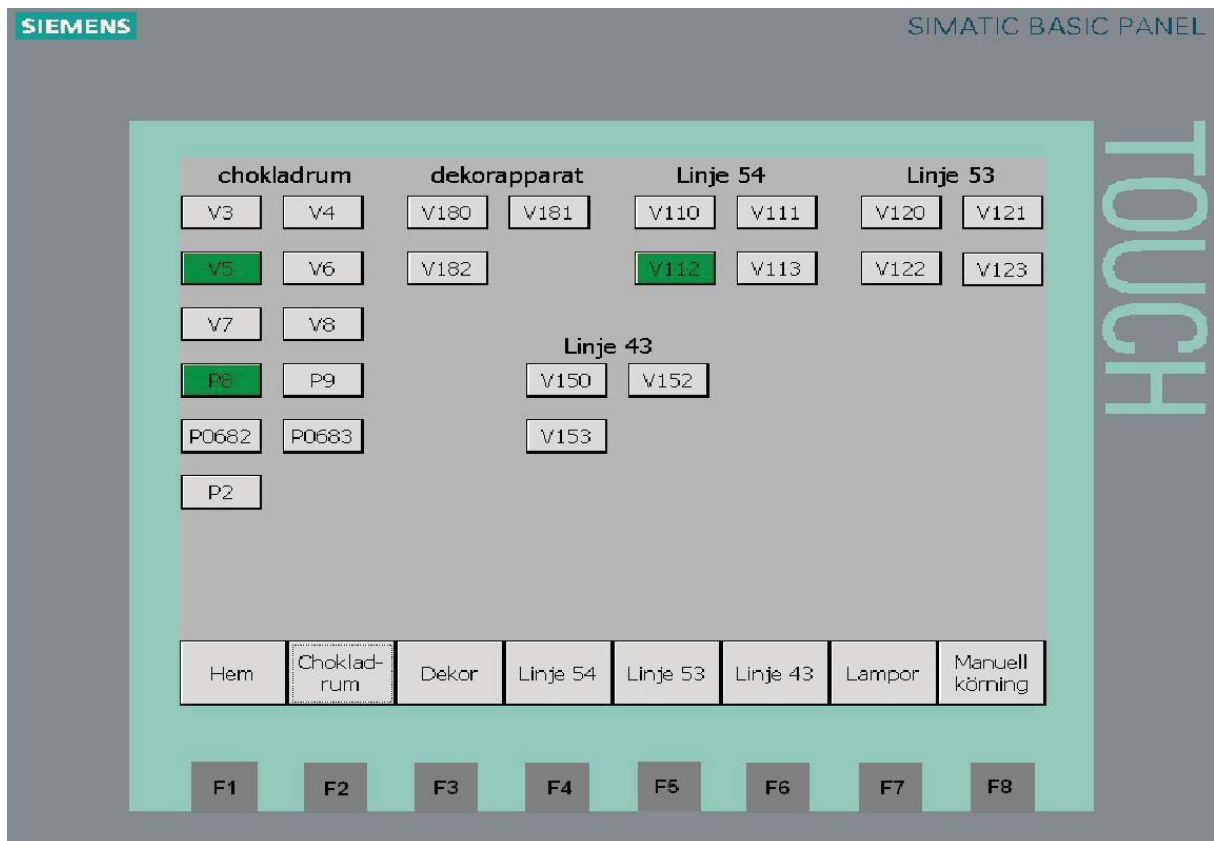 SIEMENS
SIMATIC BASIC PANEL
TOUCH
chokladrum dekorapparat Linje 54 Linje 53
V3 V4 V180 V181 V110 V111 V120 V121
V5 V6 V182 V112 V113 V122 V123
V7 V8
Linje 43
P8 P9 V150 V152
P0682 P0683 V153
P2
Hem Choklad- Dekor Linje 54 Linje 53 Linje 43 Lampor Manuell
rum körning
F1 F2 F3 F4 F5 F6 F7 F8